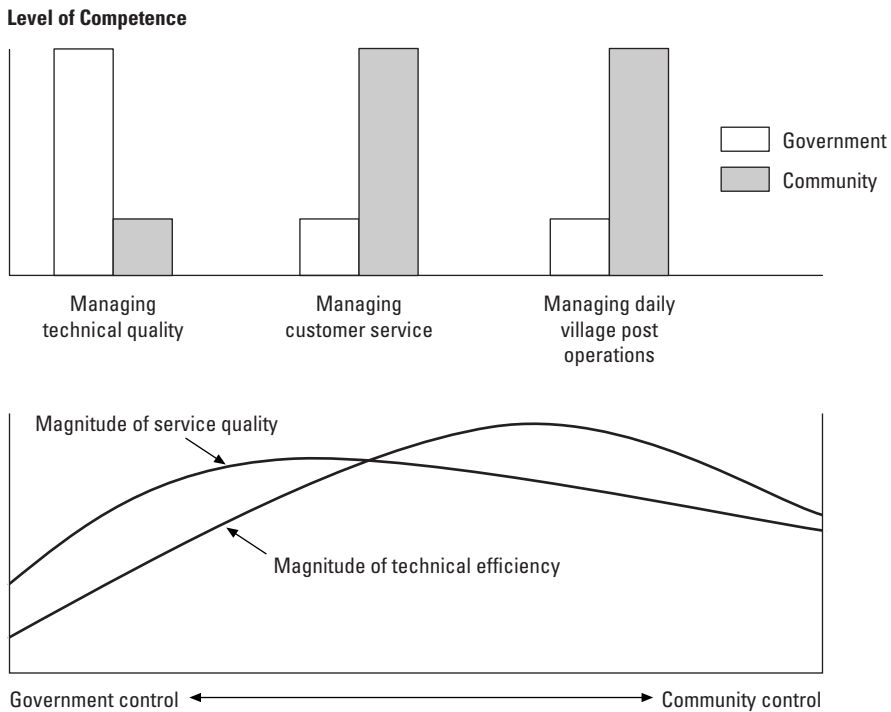 Level of Competence
Government
Community
Managing
technical quality
Managing
customer service
Managing daily
village post
operations
Magnitude of service quality
Magnitude of technical efficiency
Government control
Community control